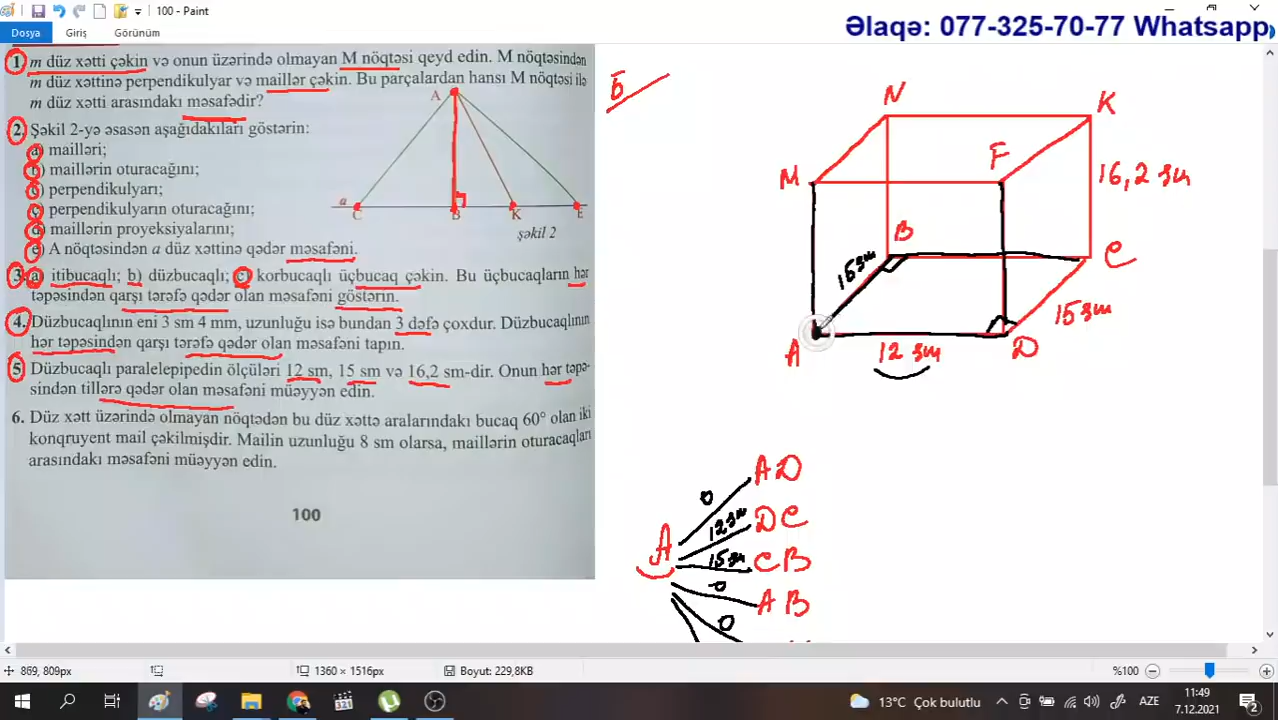 100 - Paint
Əlaqə: 077-325-70-77 Whatsapp
Dosya Giriş Görünüm
1. m düz xətti çəkin və onun üzərində olmayan M nöqtəsi qeyd edin. M nöqtəsindən
m düz xəttinə perpendikulyar və maillər çəkin. Bu parçalardan hansı M nöqtəsi ilə
m düz xətti arasındakı məsafədir?
2. Şəkil 2-yə əsasən aşağıdakıları göstərin:
a) mailləri;
b) maillərin oturacağını;
c) perpendikulyarı;
ç) perpendikulyarın oturacağını;
d) maillərin proyeksiyalarını;
e) A nöqtəsindən a düz xəttinə qədər məsafəni.
A
a
C B K E
şəkil 2
3. a) itibucaqlı; b) düzbucaqlı; c) korbucaqlı üçbucaq çəkin. Bu üçbucaqların hər
təpəsindən qarşı tərəfə qədər olan məsafəni göstərin.
4. Düzbucaqlının eni 3 sm 4 mm, uzunluğu isə bundan 3 dəfə çoxdur. Düzbucaqlının
hər təpəsindən qarşı tərəfə qədər olan məsafəni tapın.
5. Düzbucaqlı paralelepipedin ölçüləri 12 sm, 15 sm və 16,2 sm-dir. Onun hər təpə-
sindən tillərə qədər olan məsafəni müəyyən edin.
6. Düz xətt üzərində olmayan nöqtədən bu düz xəttə aralarındakı bucaq 60° olan iki
konqruyent mail çəkilmişdir. Mailin uzunluğu 8 sm olarsa, maillərin oturacaqları
arasındakı məsafəni müəyyən edin.
100
5
N K
M F
16,2 sm
B C
15 sm
15 sm
A 12 sm D
A
0 AD
12 sm DC
15 sm CB
0 AB
0
869, 809px 1360 × 1516px Boyut: 229,8KB %100
13°C Çok bulutlu AZE 11:49
7.12.2021
2